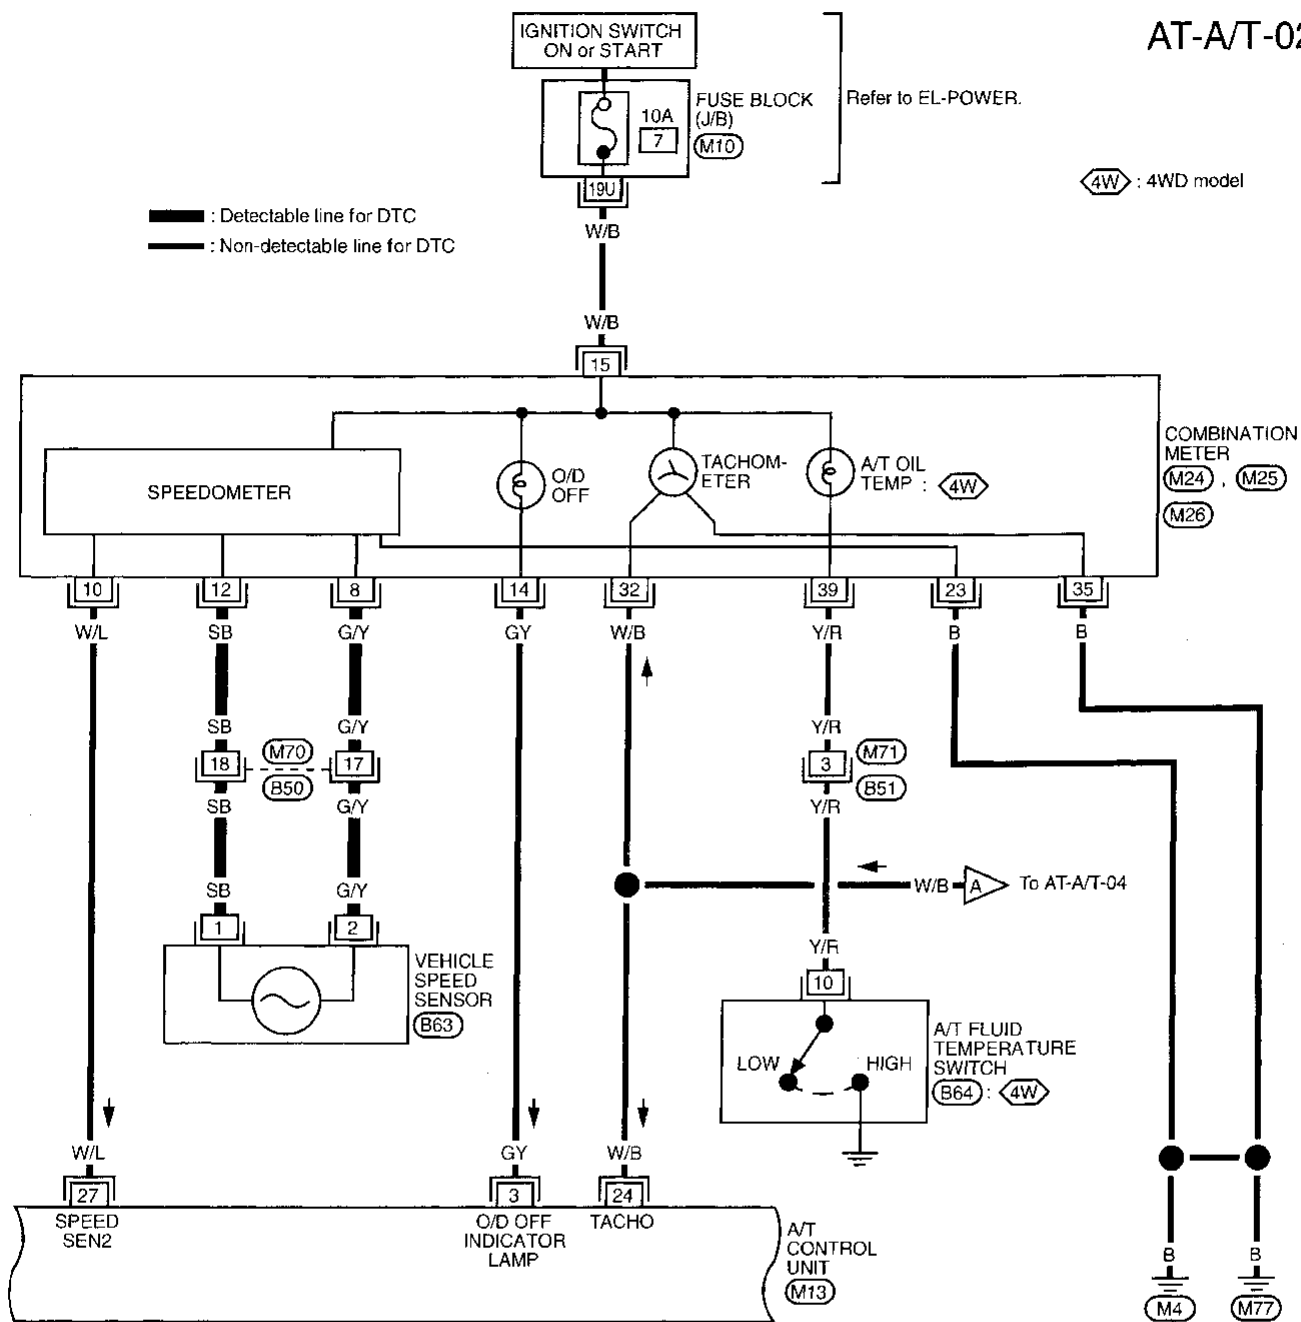 AT-A/T-02
IGNITION SWITCH
ON or START
FUSE BLOCK
(J/B)
M10
10A
7
Refer to EL-POWER.
19U
4W : 4WD model
: Detectable line for DTC
: Non-detectable line for DTC
W/B
W/B
15
COMBINATION
METER
M24 , M25
M26
SPEEDOMETER
O/D
OFF
TACHOM-
ETER
A/T OIL
TEMP : 4W
10 12 8 14 32 39 23 35
W/L SB G/Y GY W/B Y/R B B
SB G/Y Y/R
18 M70 17 3 M71
B50 B51
SB G/Y Y/R
SB G/Y W/B A To AT-A/T-04
1 2 Y/R
10
VEHICLE
SPEED
SENSOR
B63
A/T FLUID
TEMPERATURE
SWITCH
B64 : 4W
LOW HIGH
W/L GY W/B
27 3 24
SPEED
SEN2
O/D OFF
INDICATOR
LAMP
TACHO
A/T
CONTROL
UNIT
M13
B B
M4 M77